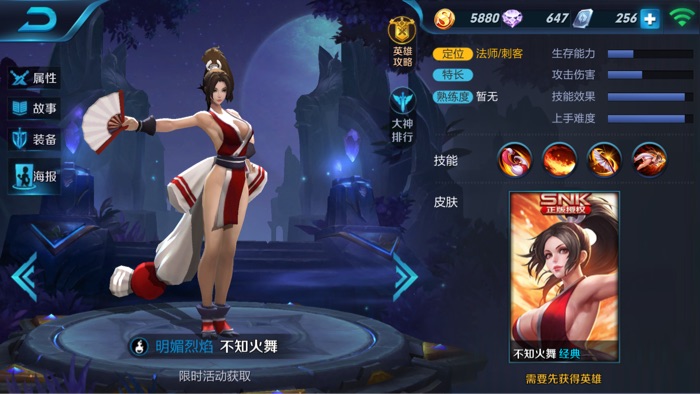 5880
647
256
属性
故事
装备
海报
英雄
攻略
大神
排行
定位 法师/刺客
特长
熟练度 暂无
生存能力
攻击伤害
技能效果
上手难度
技能
皮肤
SNK
正版授权
不知火舞 经典
需要先获得英雄
明媚烈焰 不知火舞
限时活动获取